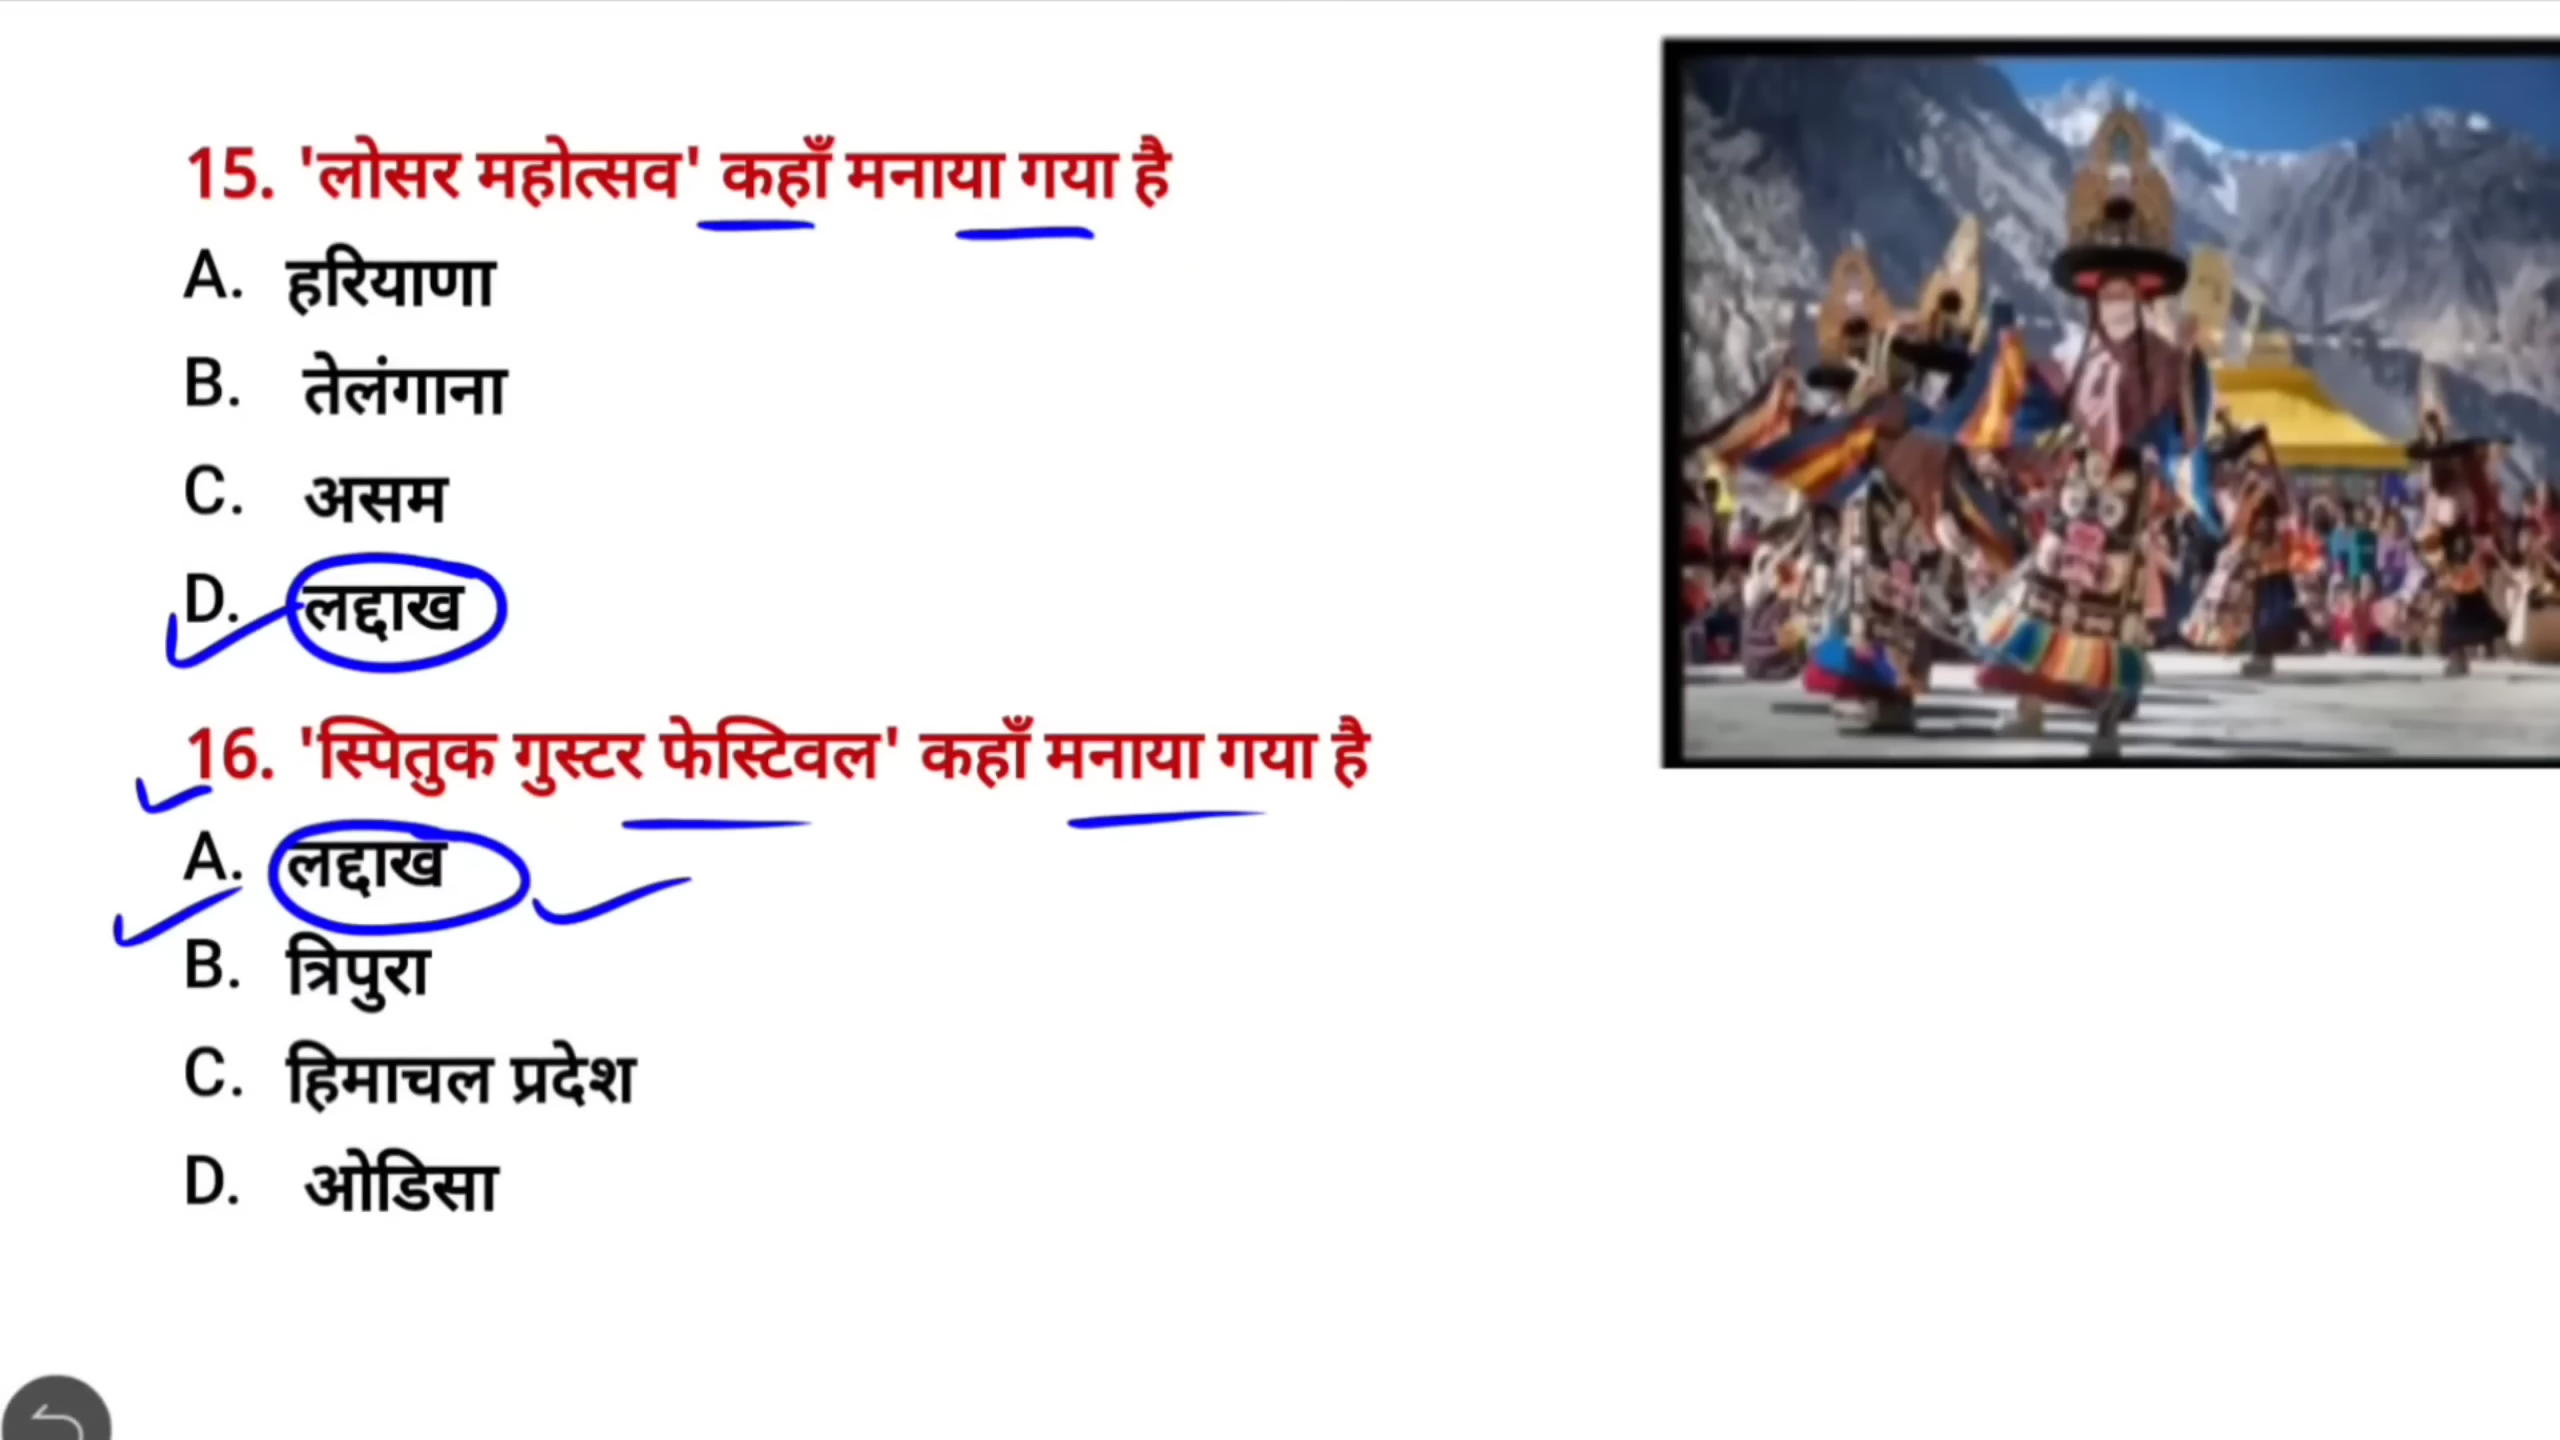 15. 'लोसर महोत्सव' कहाँ मनाया गया है
A. हरियाणा
B. तेलंगाना
C. असम
D. लद्दाख
16. 'स्पितुक गुस्टर फेस्टिवल' कहाँ मनाया गया है
A. लद्दाख
B. त्रिपुरा
C. हिमाचल प्रदेश
D. ओडिसा